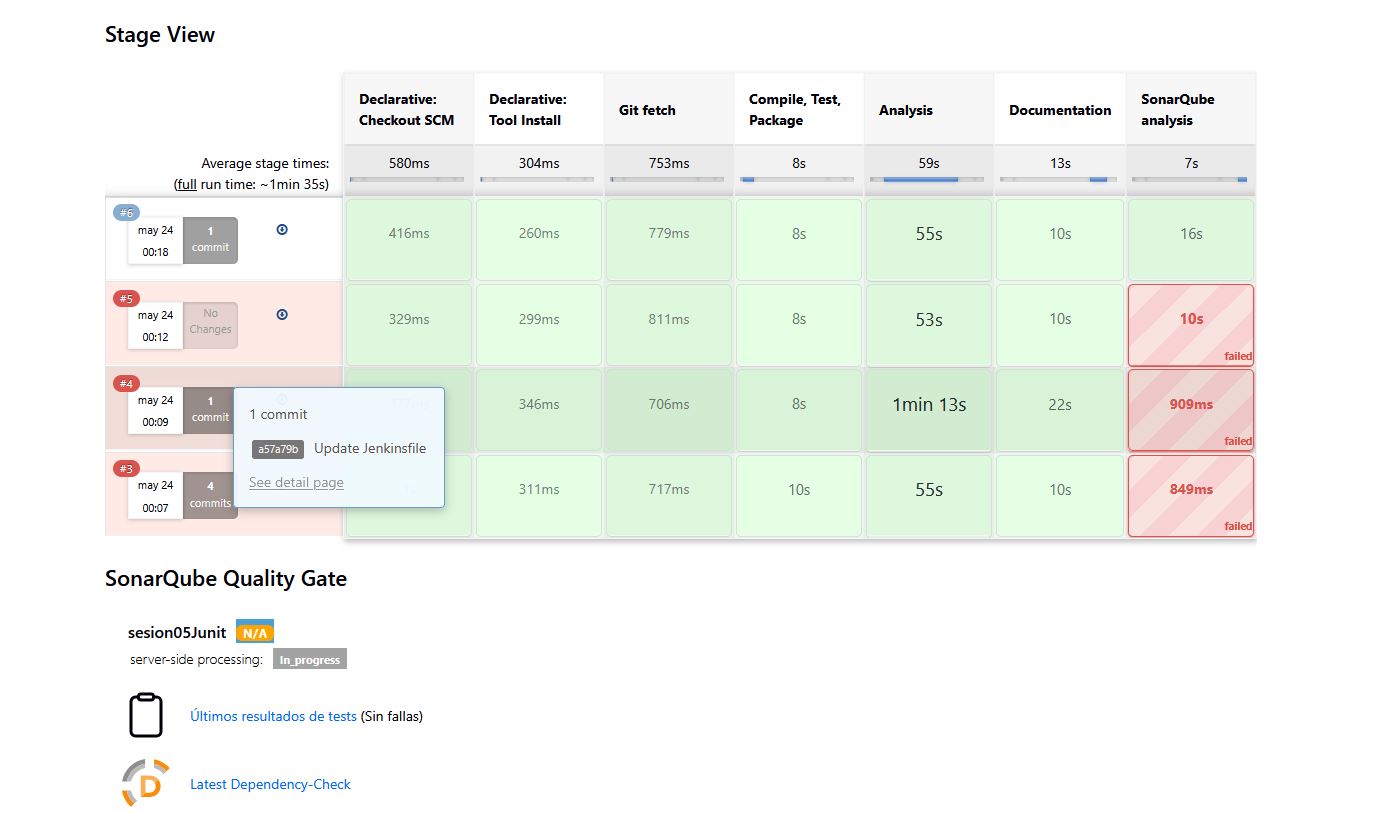 Stage View
Declarative: Checkout SCM
Declarative: Tool Install
Git fetch
Compile, Test, Package
Analysis
Documentation
SonarQube analysis
Average stage times:
(full run time: ~1min 35s)
580ms
304ms
753ms
8s
59s
13s
7s
#6
may 24
00:18
1
commit
416ms
260ms
779ms
8s
55s
10s
16s
#5
may 24
00:12
No
Changes
329ms
299ms
811ms
8s
53s
10s
10s
failed
#4
may 24
00:09
1
commit
346ms
706ms
8s
1min 13s
22s
909ms
failed
1 commit
a57a79b Update Jenkinsfile
See detail page
#3
may 24
00:07
4
commits
311ms
717ms
10s
55s
10s
849ms
failed
SonarQube Quality Gate
sesion05Junit N/A
server-side processing: In_progress
Últimos resultados de tests (Sin fallas)
D
Latest Dependency-Check